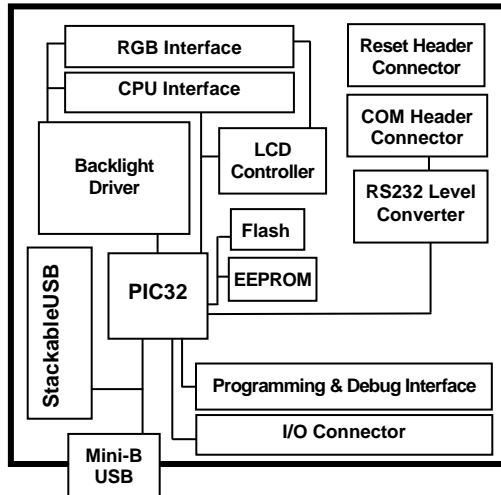 RGB Interface
CPU Interface
Reset Header
Connector
COM Header
Connector
Backlight
Driver
LCD
Controller
RS232 Level
Converter
Flash
EEPROM
PIC32
StackableUSB
Programming & Debug Interface
I/O Connector
Mini-B
USB